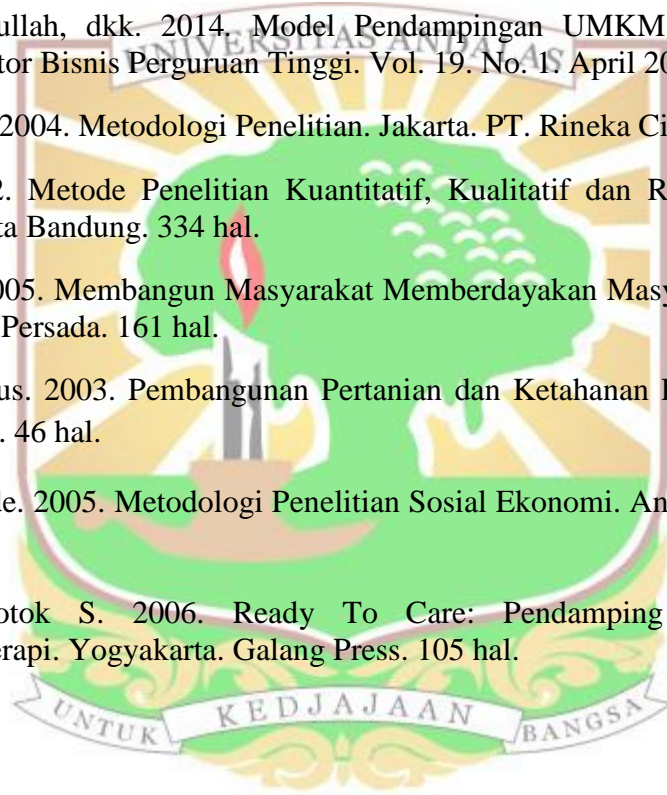 ullah, dkk. 2014. Model Pendampingan UMKM
UNIVERSITAS ANDALAS
tor Bisnis Perguruan Tinggi. Vol. 19. No. 1. April 20
2004. Metodologi Penelitian. Jakarta. PT. Rineka Ci
2. Metode Penelitian Kuantitatif, Kualitatif dan R
ta Bandung. 334 hal.
005. Membangun Masyarakat Memberdayakan Masy
Persada. 161 hal.
us. 2003. Pembangunan Pertanian dan Ketahanan
. 46 hal.
de. 2005. Metodologi Penelitian Sosial Ekonomi. An
otok S. 2006. Ready To Care: Pendamping
erapi. Yogyakarta. Galang Press. 105 hal.
UNTUK KEDJAJAAN BANGSA